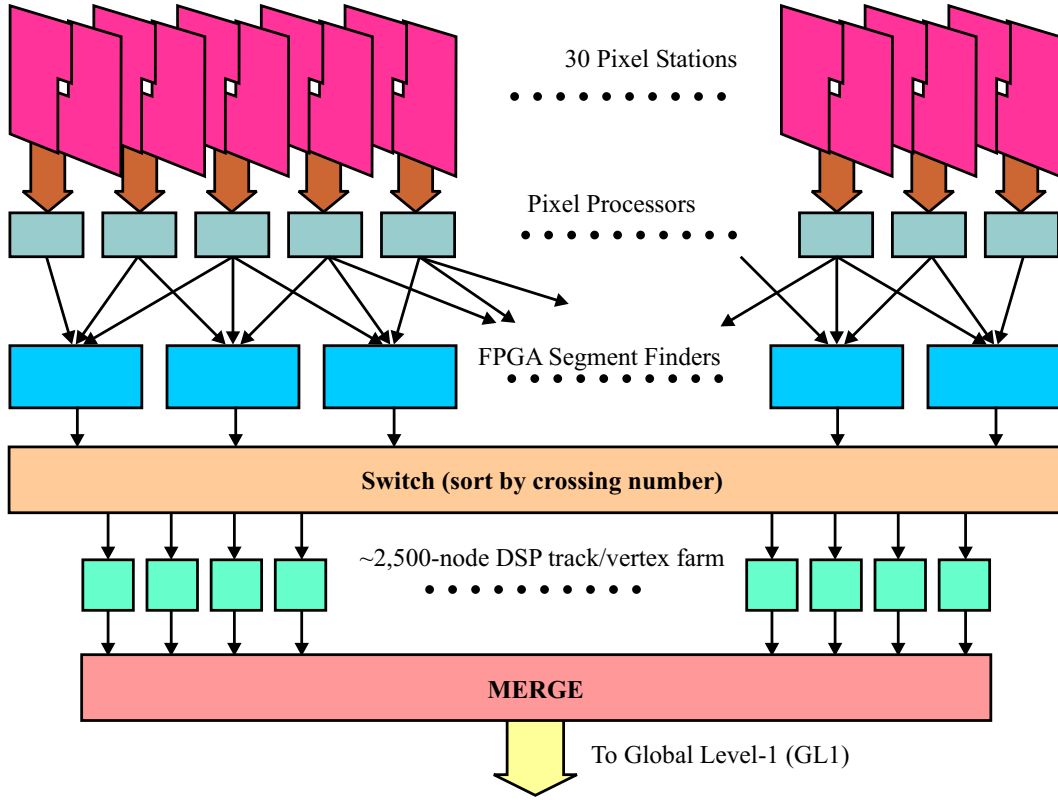 30 Pixel Stations
Pixel Processors
FPGA Segment Finders
Switch (sort by crossing number)
~2,500-node DSP track/vertex farm
MERGE
To Global Level-1 (GL1)